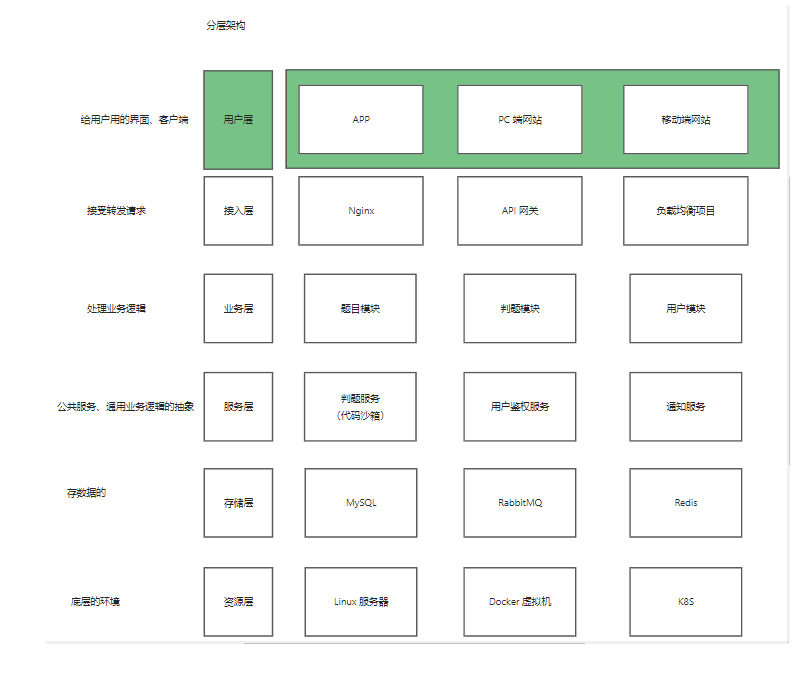 分层架构
给用户用的界面、客户端
用户层
APP
PC 端网站
移动端网站
接受转发请求
接入层
Nginx
API 网关
负载均衡项目
处理业务逻辑
业务层
题目模块
判题模块
用户模块
公共服务、通用业务逻辑的抽象
服务层
判题服务
（代码沙箱）
用户鉴权服务
通知服务
存数据的
存储层
MySQL
RabbitMQ
Redis
底层的环境
资源层
Linux 服务器
Docker 虚拟机
K8S